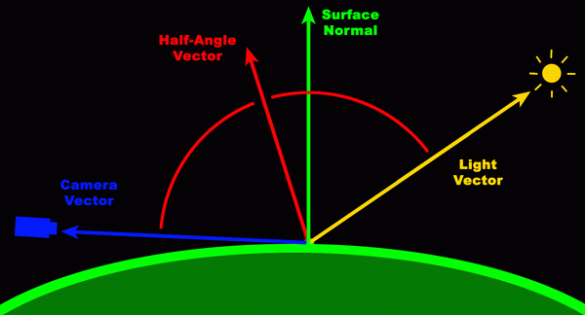 Surface
Normal
Half-Angle
Vector
Light
Vector
Camera
Vector